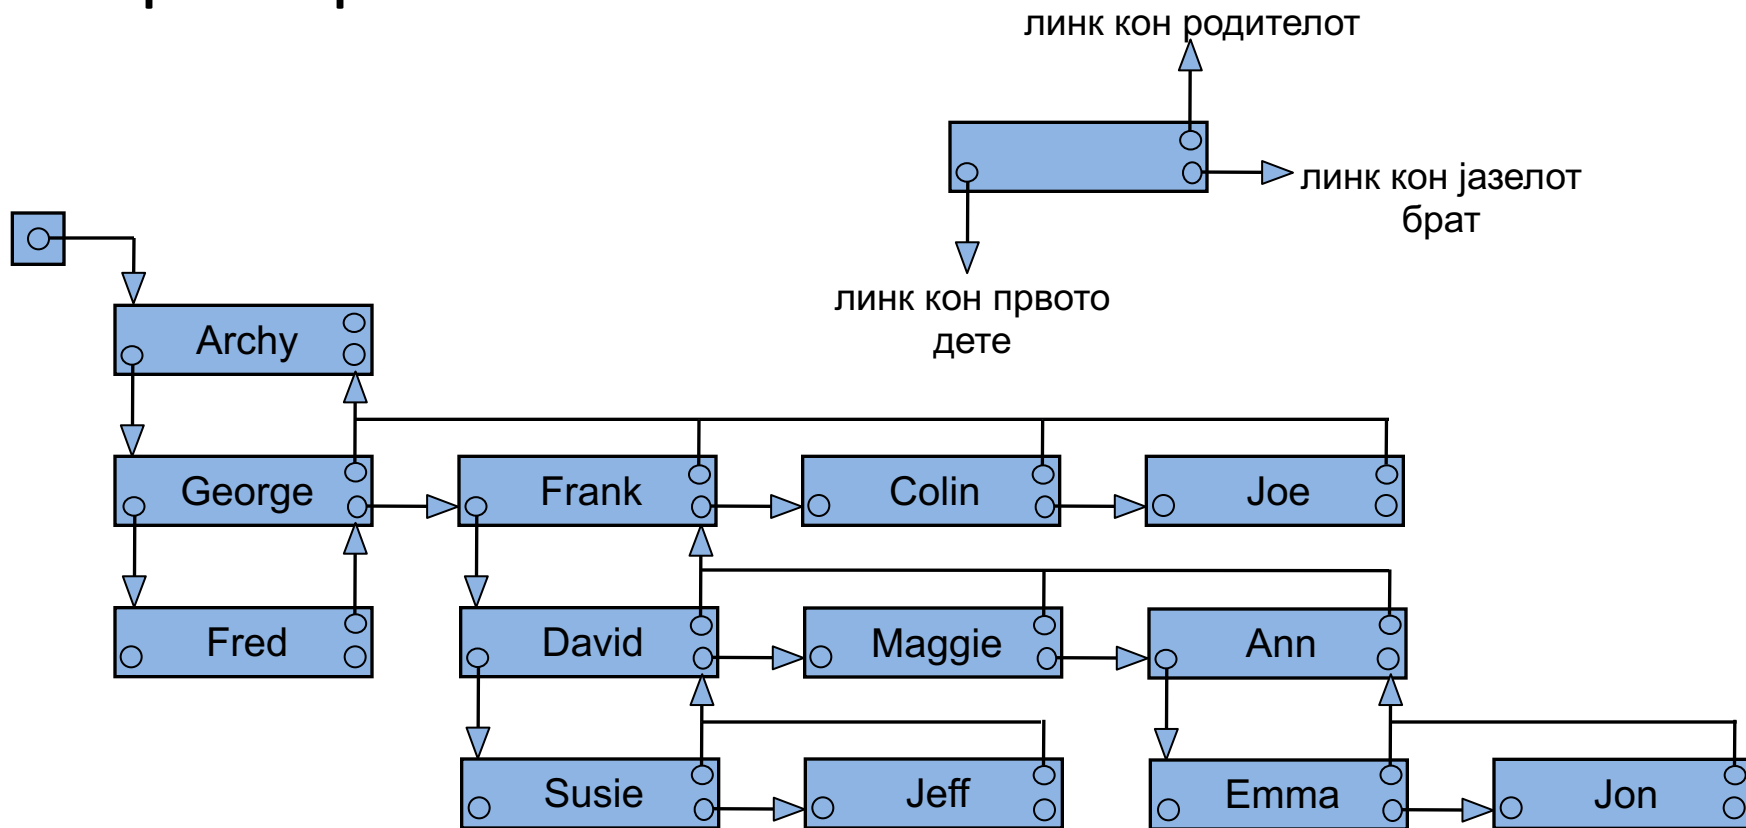 линк кон родителот
линк кон јазелот
брат
линк кон првото
дете
Archy
George
Frank
Colin
Joe
Fred
David
Maggie
Ann
Susie
Jeff
Emma
Jon